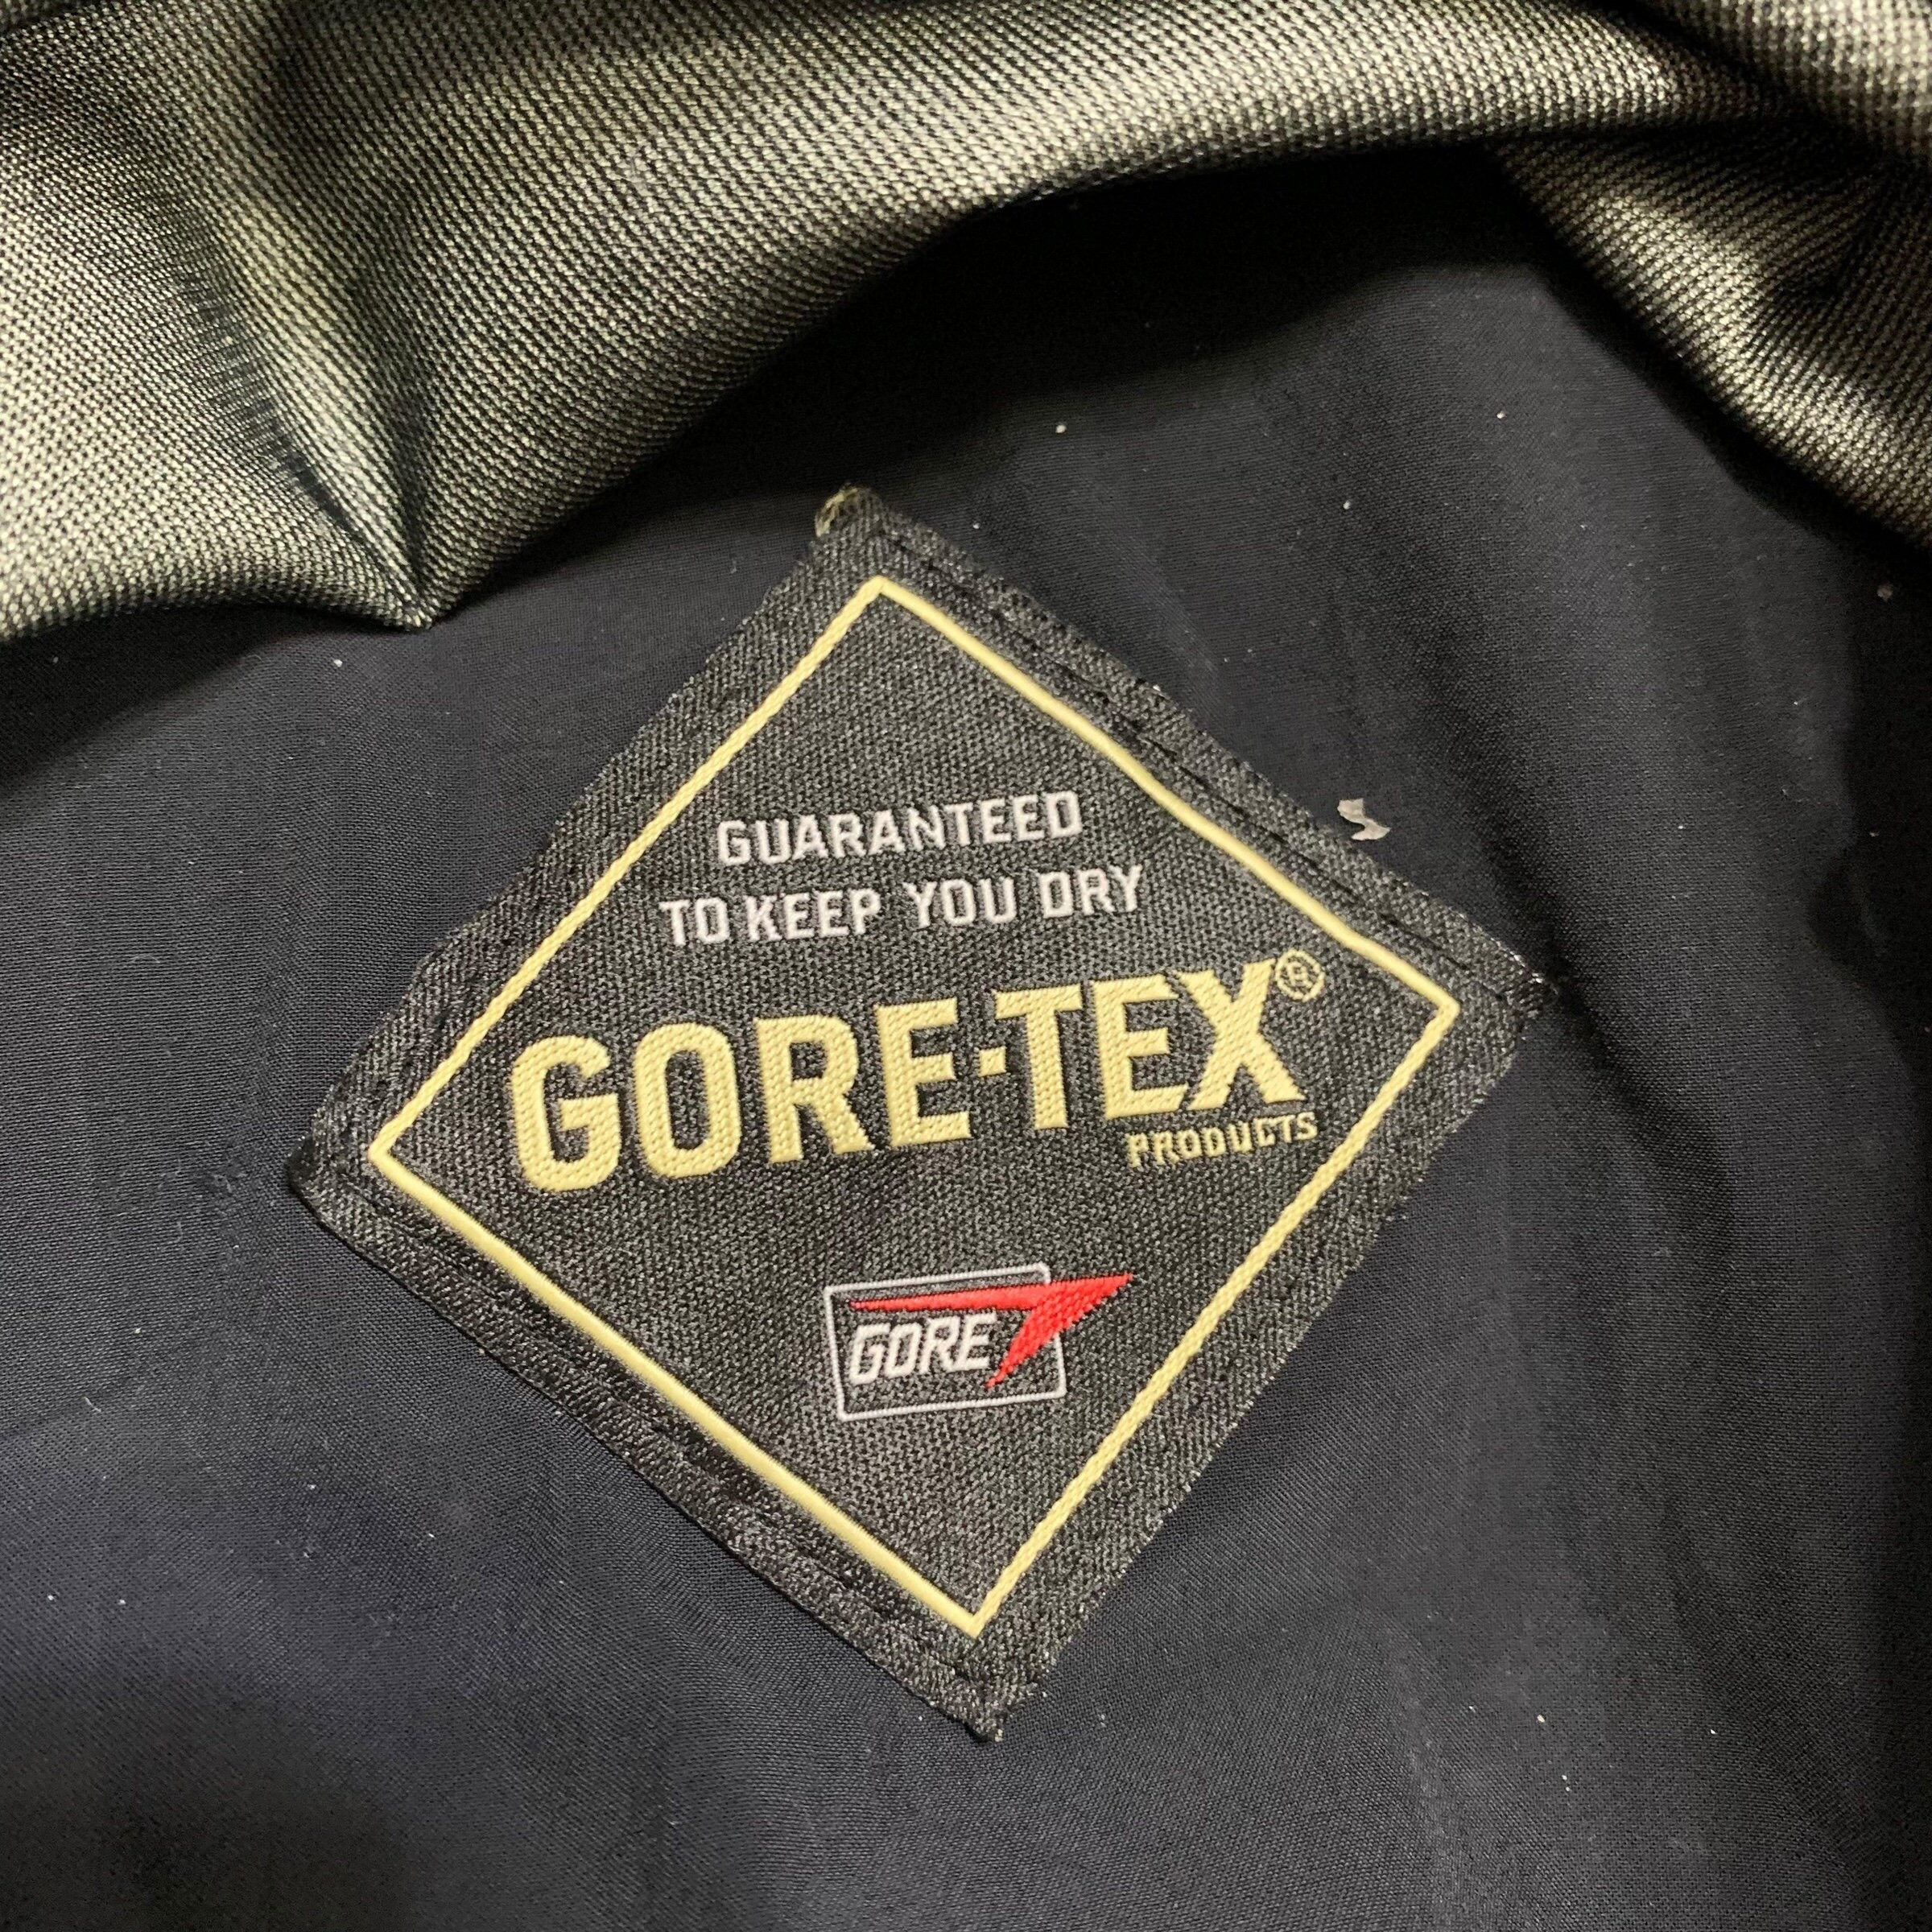 GUARANTEED
TO KEEP YOU DRY
GORE-TEX®
PRODUCTS
GORE